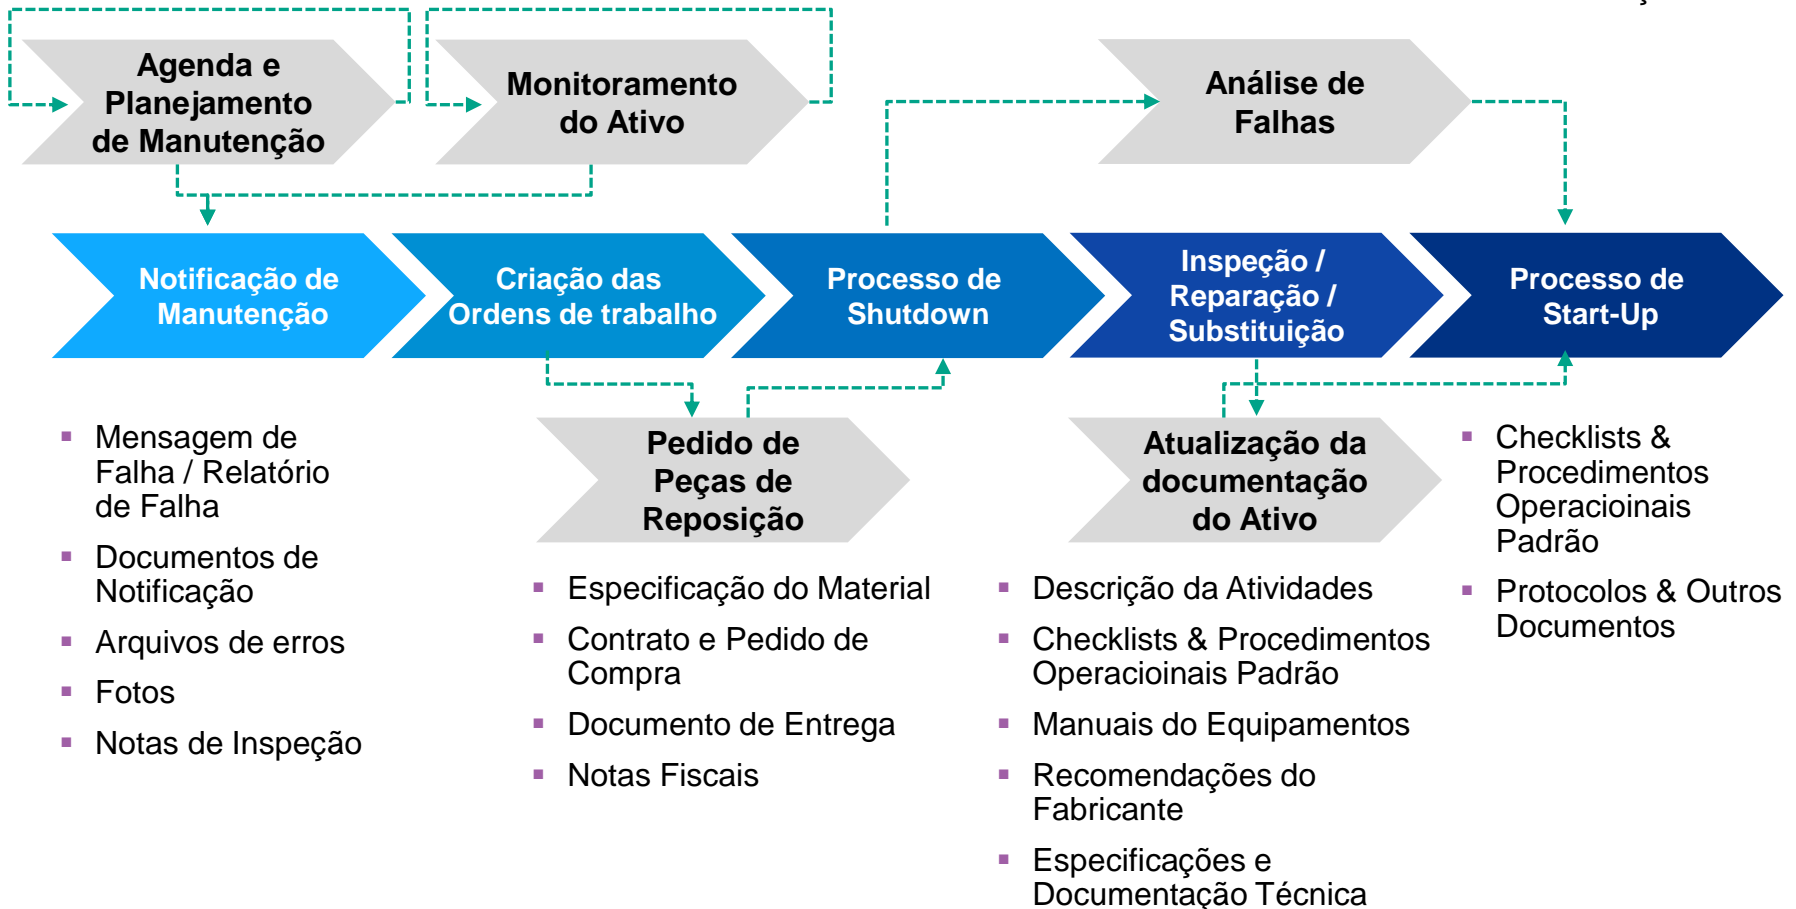 Agenda e
Planejamento
de Manutenção
Monitoramento
do Ativo
Análise de
Falhas
Notificação de
Manutenção
Criação das
Ordens de trabalho
Processo de
Shutdown
Inspeção /
Reparação /
Substituição
Processo de
Start-Up
Mensagem de
Falha / Relatório
de Falha
Documentos de
Notificação
Arquivos de erros
Fotos
Notas de Inspeção
Pedido de
Peças de
Reposição
Especificação do Material
Contrato e Pedido de
Compra
Documento de Entrega
Notas Fiscais
Atualização da
documentação
do Ativo
Descrição da Atividades
Checklists & Procedimentos
Operacioinais Padrão
Manuais do Equipamentos
Recomendações do
Fabricante
Especificações e
Documentação Técnica
Checklists &
Procedimentos
Operacioinais
Padrão
Protocolos & Outros
Documentos